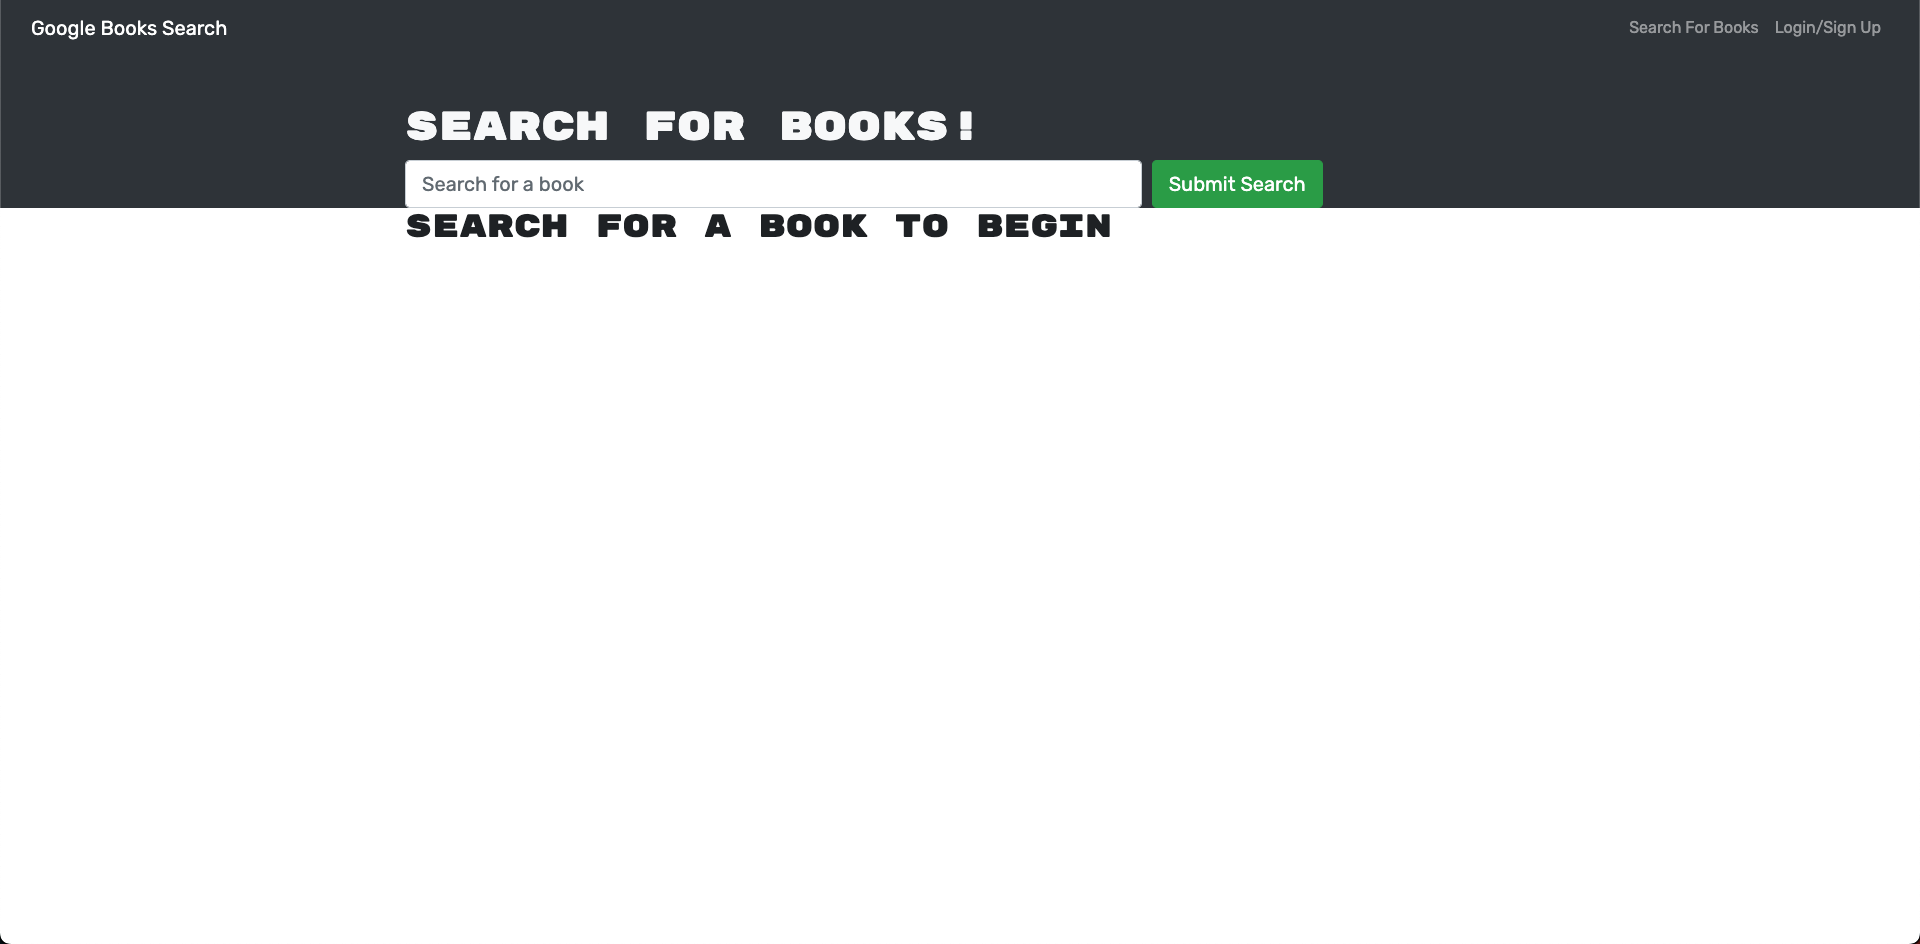 Google Books Search
Search For Books
Login/Sign Up
SEARCH FOR BOOKS!
Search for a book
Submit Search
SEARCH FOR A BOOK TO BEGIN